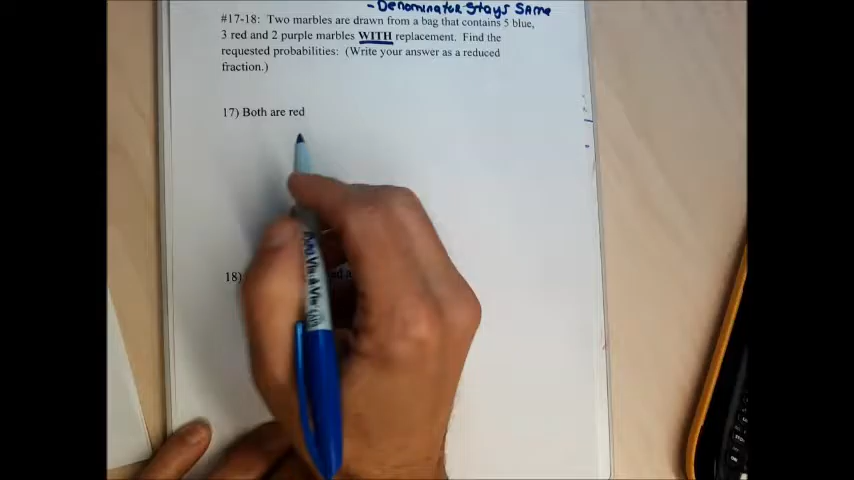 - Denominator Stays Same
#17-18: Two marbles are drawn from a bag that contains 5 blue,
3 red and 2 purple marbles WITH replacement. Find the
requested probabilities: (Write your answer as a reduced
fraction.)
17) Both are red
18)